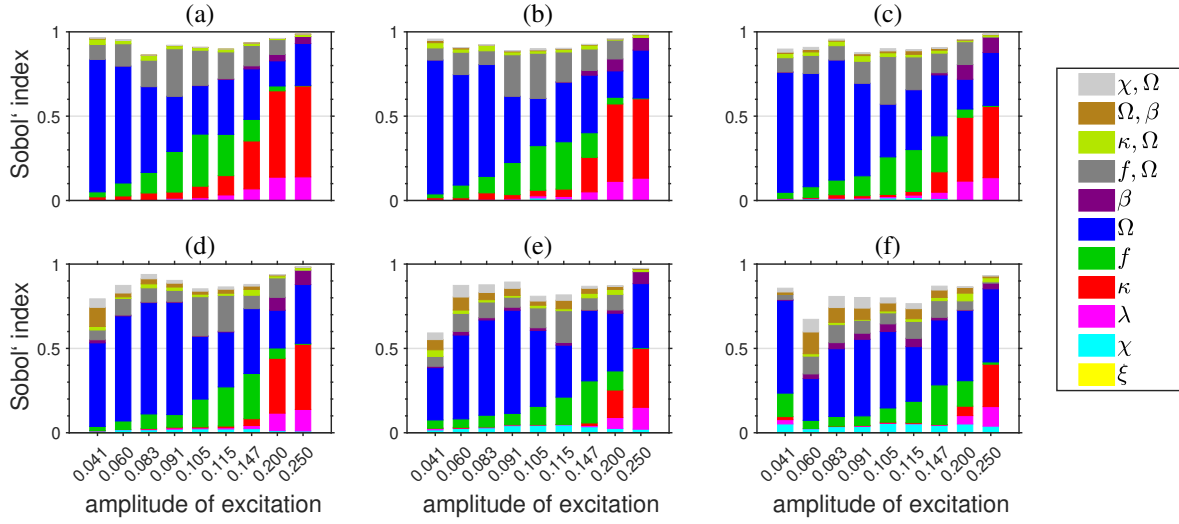 (a) (b) (c)
Sobol‘ index
1
0.5
0
1
0.5
0
1
0.5
0
(d) (e) (f)
Sobol‘ index
1
0.5
0
1
0.5
0
1
0.5
0
0.041 0.060 0.083 0.091 0.105 0.115 0.147 0.200 0.250
0.041 0.060 0.083 0.091 0.105 0.115 0.147 0.200 0.250
0.041 0.060 0.083 0.091 0.105 0.115 0.147 0.200 0.250
amplitude of excitation amplitude of excitation amplitude of excitation
χ, Ω
Ω, β
κ, Ω
f, Ω
β
Ω
f
κ
λ
χ
ξ